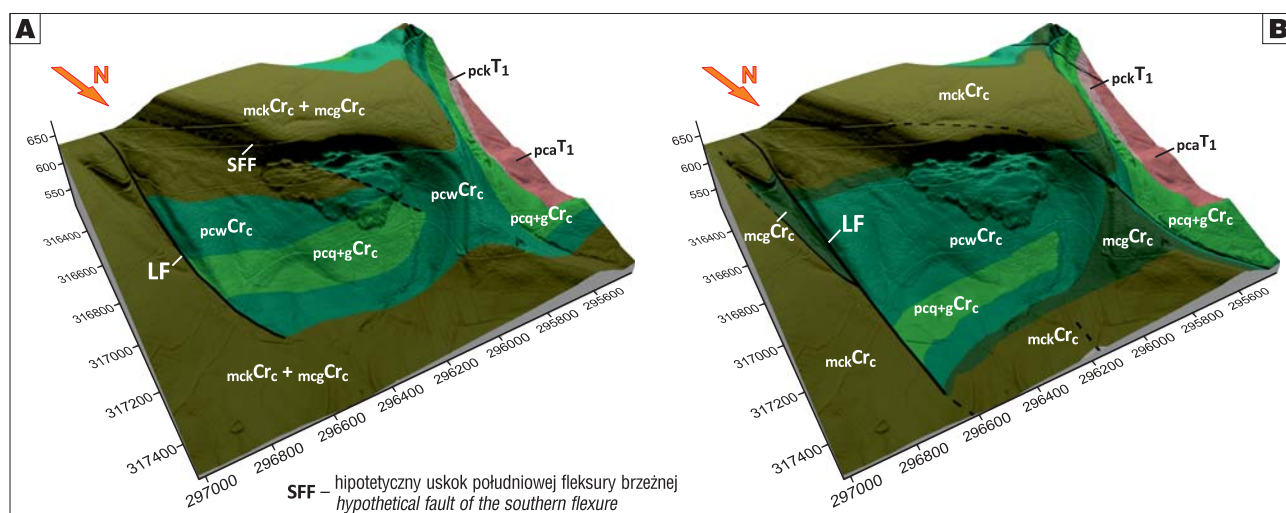 A
B
N
N
mckCrc + mcgCrc
SFF
pckT1
pcaT1
pcwCrc
pcwCrc
pcq+gCrc
pcq+gCrc
LF
mckCrc + mcgCrc
650
600
550
316400
316600
316800
317000
317200
317400
297000
296800
296600
296400
296200
296000
295800
295600
mckCrc
pckT1
pcaT1
mcgCrc
LF
pcwCrc
mcgCrc
pcq+gCrc
pcq+gCrc
mckCrc
mckCrc
650
600
550
316400
316600
316800
317000
317200
317400
297000
296800
296600
296400
296200
296000
295800
295600
SFF – hipotetyczny uskok południowej fleksury brzeżnej
hypothetical fault of the southern flexure